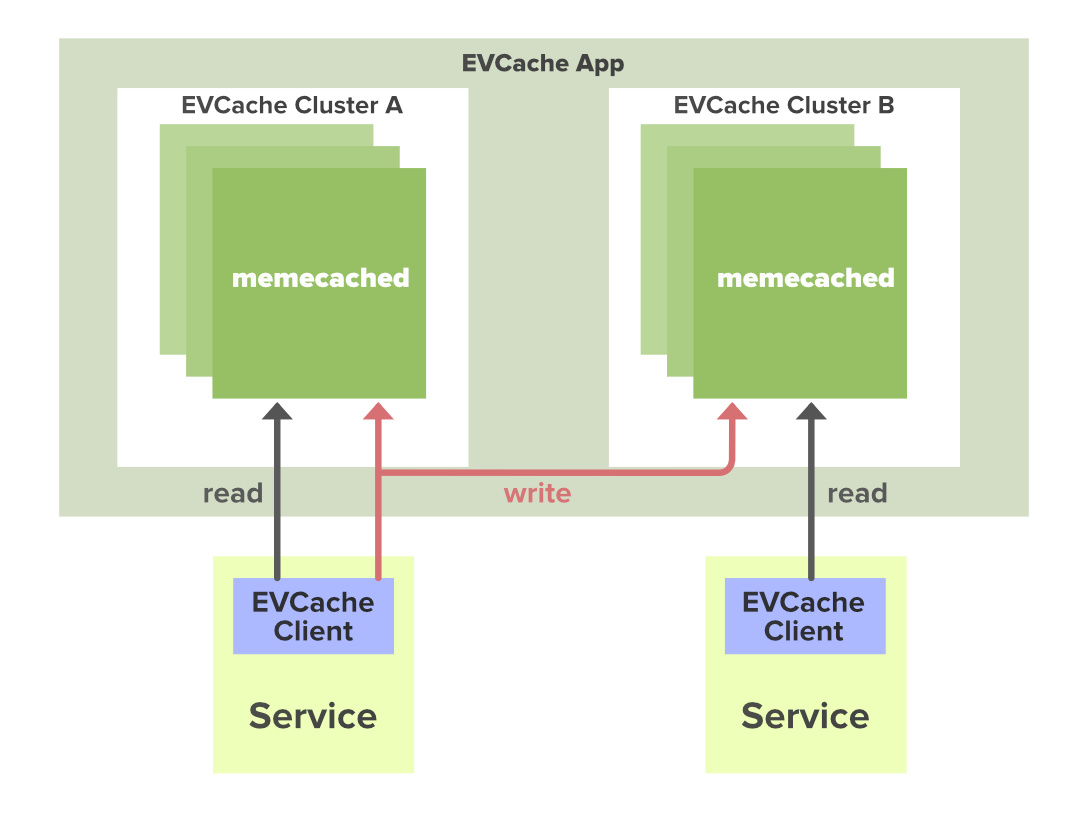 EVCache App
EVCache Cluster A
EVCache Cluster B
memecached
memecached
read
write
read
EVCache
Client
Service
EVCache
Client
Service